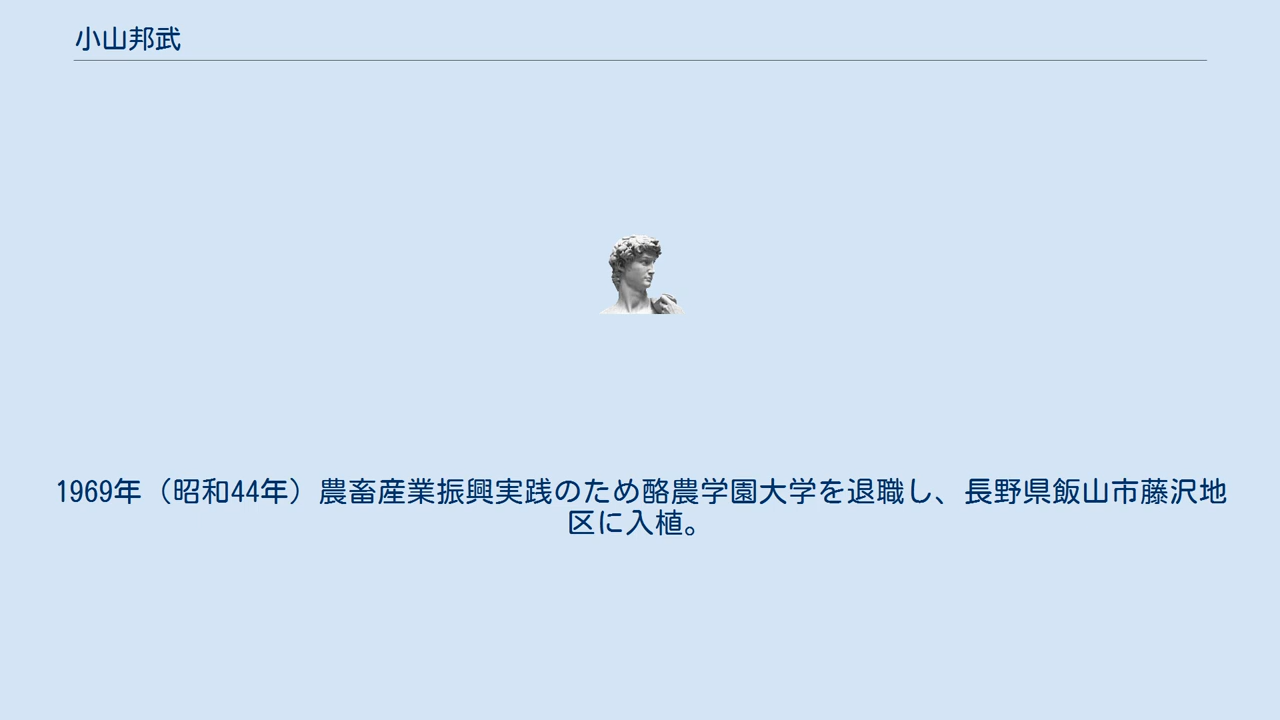 小山邦武
1969年（昭和44年）農畜産業振興実践のため酪農学園大学を退職し、長野県飯山市藤沢地
区に入植。